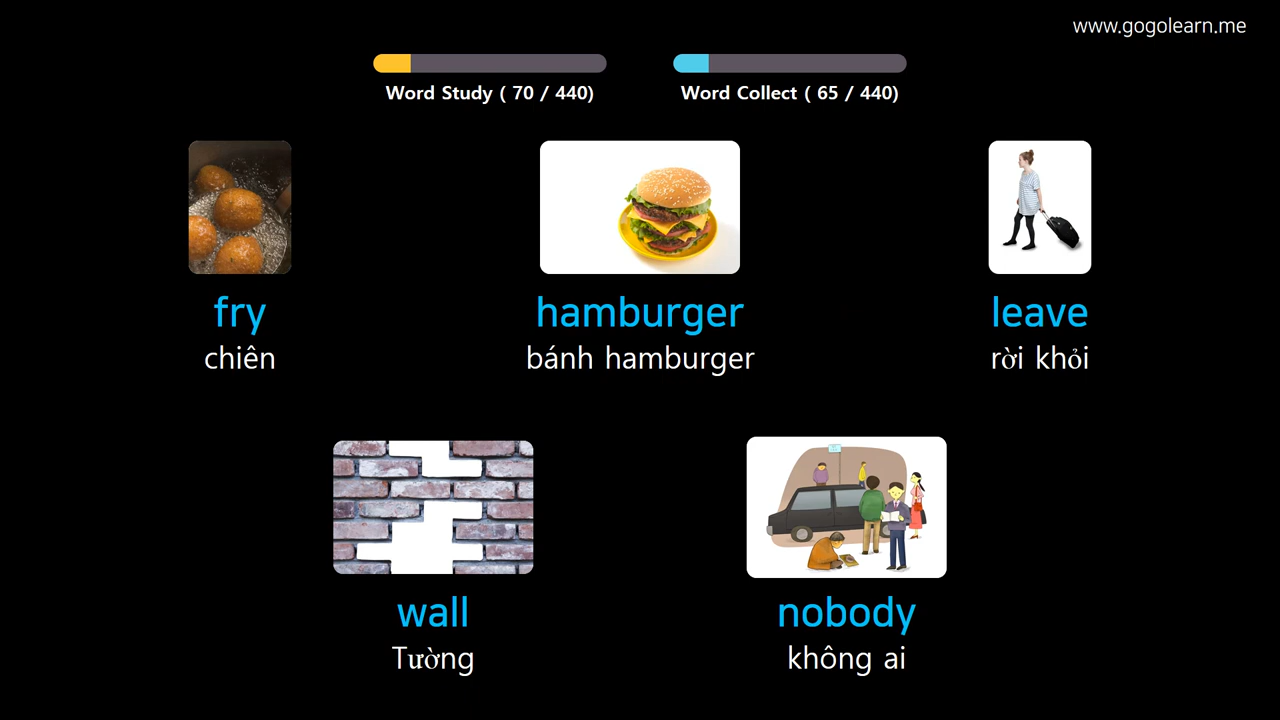 www.gogolearn.me
Word Study ( 70 / 440)
Word Collect ( 65 / 440)
fry
chiên
hamburger
bánh hamburger
leave
rời khỏi
wall
Tường
nobody
không ai